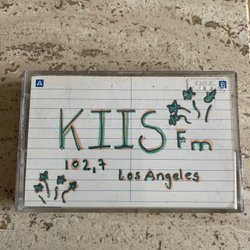 A B
KIIS Fm
102,7
Los Angeles